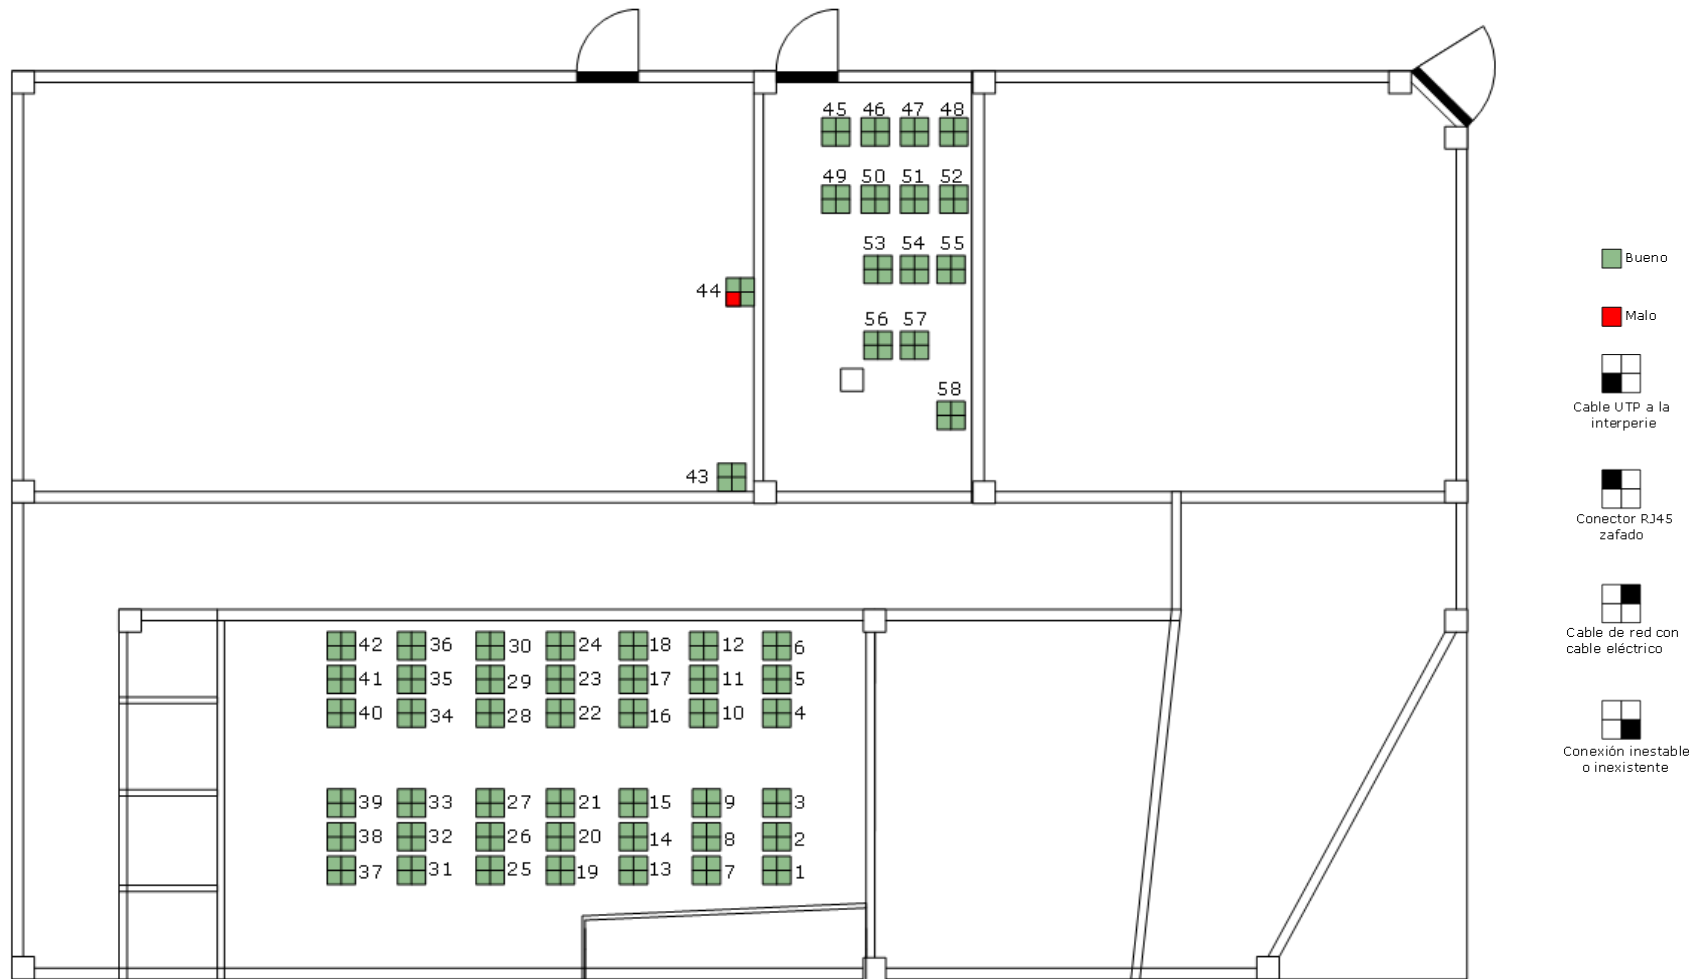 45 46 47 48
49 50 51 52
53 54 55
44
56 57
58
43
42 36 30 24 18 12 6
41 35 29 23 17 11 5
40 34 28 22 16 10 4
39 33 27 21 15 9 3
38 32 26 20 14 8 2
37 31 25 19 13 7 1
Bueno
Malo
Cable UTP a la
interperie
Conector RJ45
zafado
Cable de red con
cable eléctrico
Conexión inestable
o inexistente